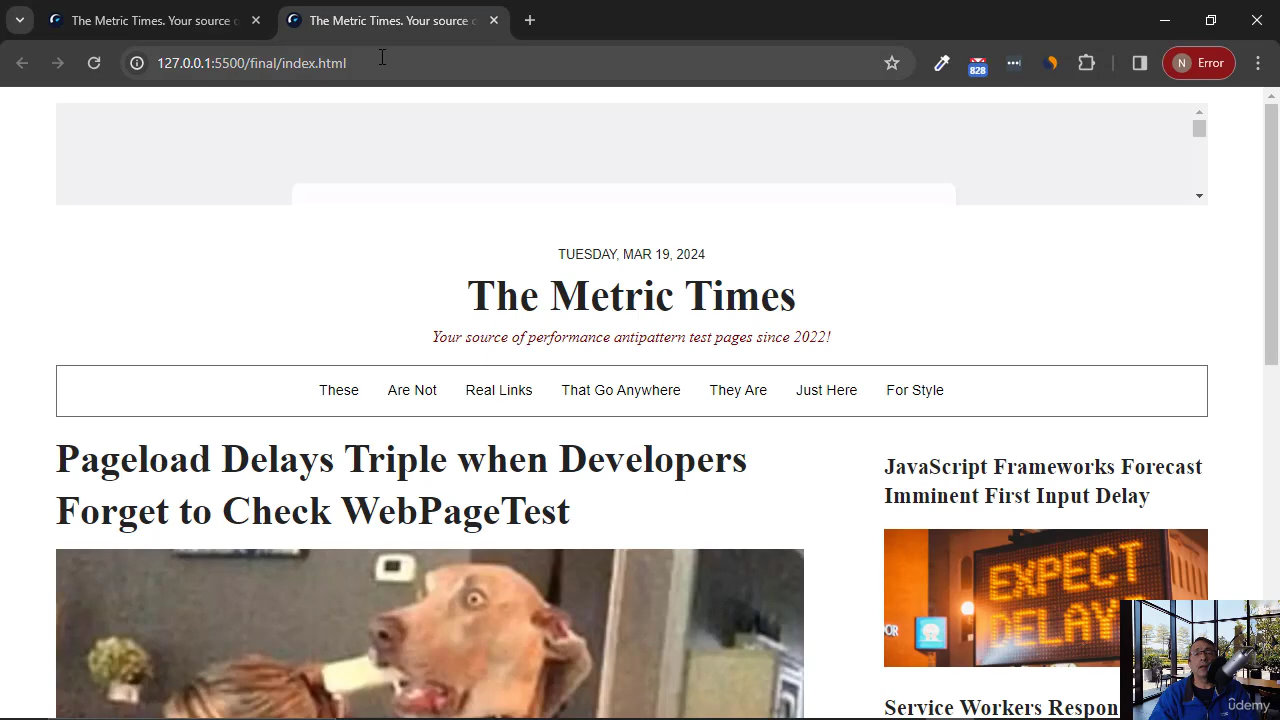 The Metric Times. Your source o
The Metric Times. Your source o
127.0.0.1:5500/final/index.html
828
N Error
TUESDAY, MAR 19, 2024
The Metric Times
Your source of performance antipattern test pages since 2022!
These Are Not Real Links That Go Anywhere They Are Just Here For Style
Pageload Delays Triple when Developers
Forget to Check WebPageTest
JavaScript Frameworks Forecast
Imminent First Input Delay
EXPECT
DELAY
OR
Service Workers Respon
ûdemy